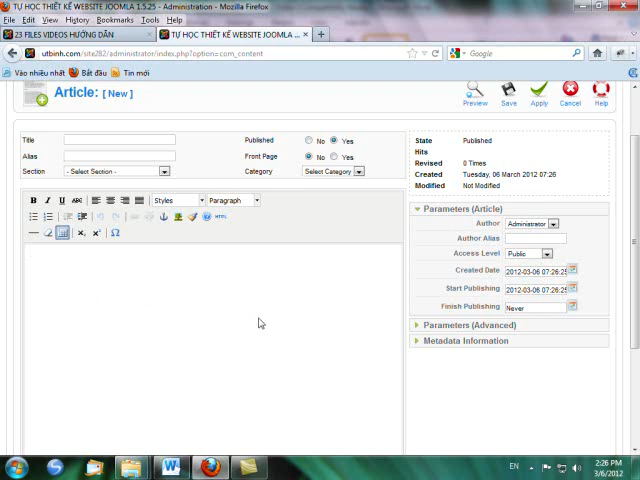 TỰ HỌC THIẾT KẾ WEBSITE JOOMLA 1.5.25 - Administration - Mozilla Firefox
File Edit View History Bookmarks Tools Help
23 FILES VIDEOS HƯỚNG DẪN
TỰ HỌC THIẾT KẾ WEBSITE JOOMLA 1.5.25 - ...
utbinh.com/site282/administrator/index.php?option=com_content
Google
Vào nhiều nhất Bắt đầu Tin mới
Article: [ New ]
Preview Save Apply Cancel Help
Title
Published No Yes
Alias
Front Page No Yes
Section - Select Section -
Category Select Category
State Published
Hits
Revised 0 Times
Created Tuesday, 06 March 2012 07:26
Modified Not Modified
B I U ABC Styles Paragraph
HTML
Parameters (Article)
Author Administrator
Author Alias
Access Level Public
Created Date 2012-03-06 07:26:25
Start Publishing 2012-03-06 07:26:25
Finish Publishing Never
Parameters (Advanced)
Metadata Information
EN
2:26 PM
3/6/2012